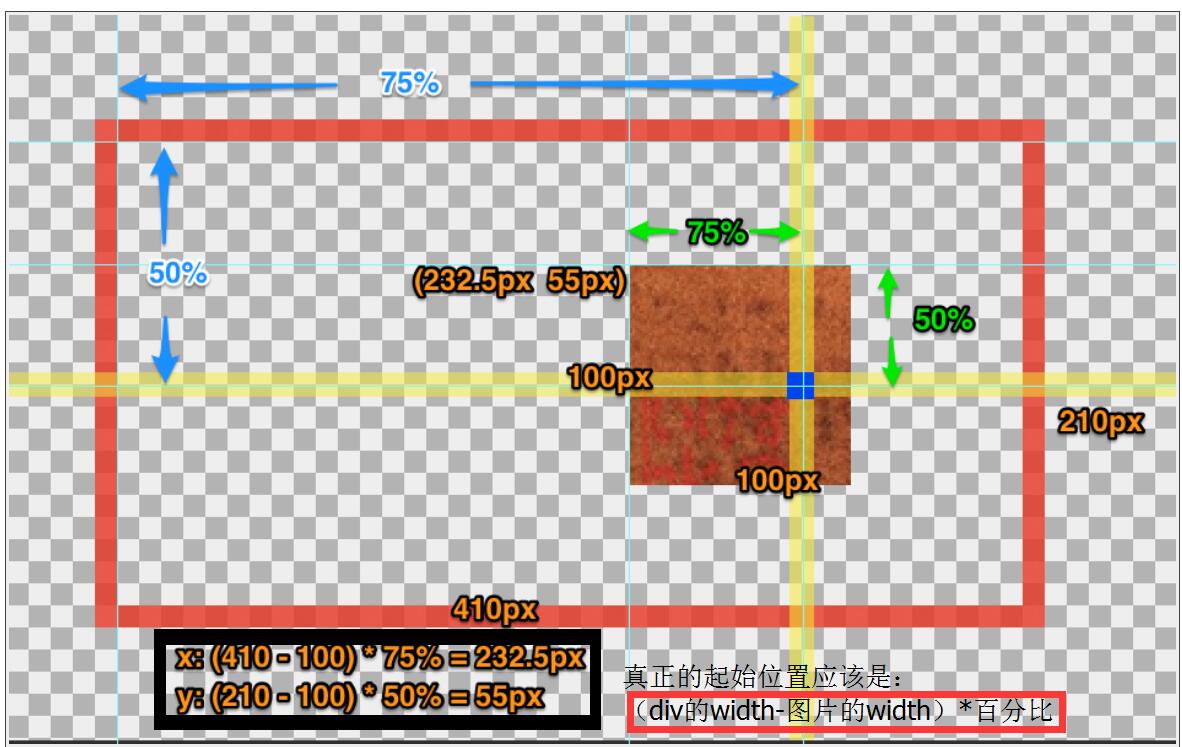 75%
75%
50%
(232.5px 55px)
50%
100px
210px
100px
410px
x: (410 - 100) * 75% = 232.5px
y: (210 - 100) * 50% = 55px
真正的起始位置应该是：
（div的width-图片的width）*百分比